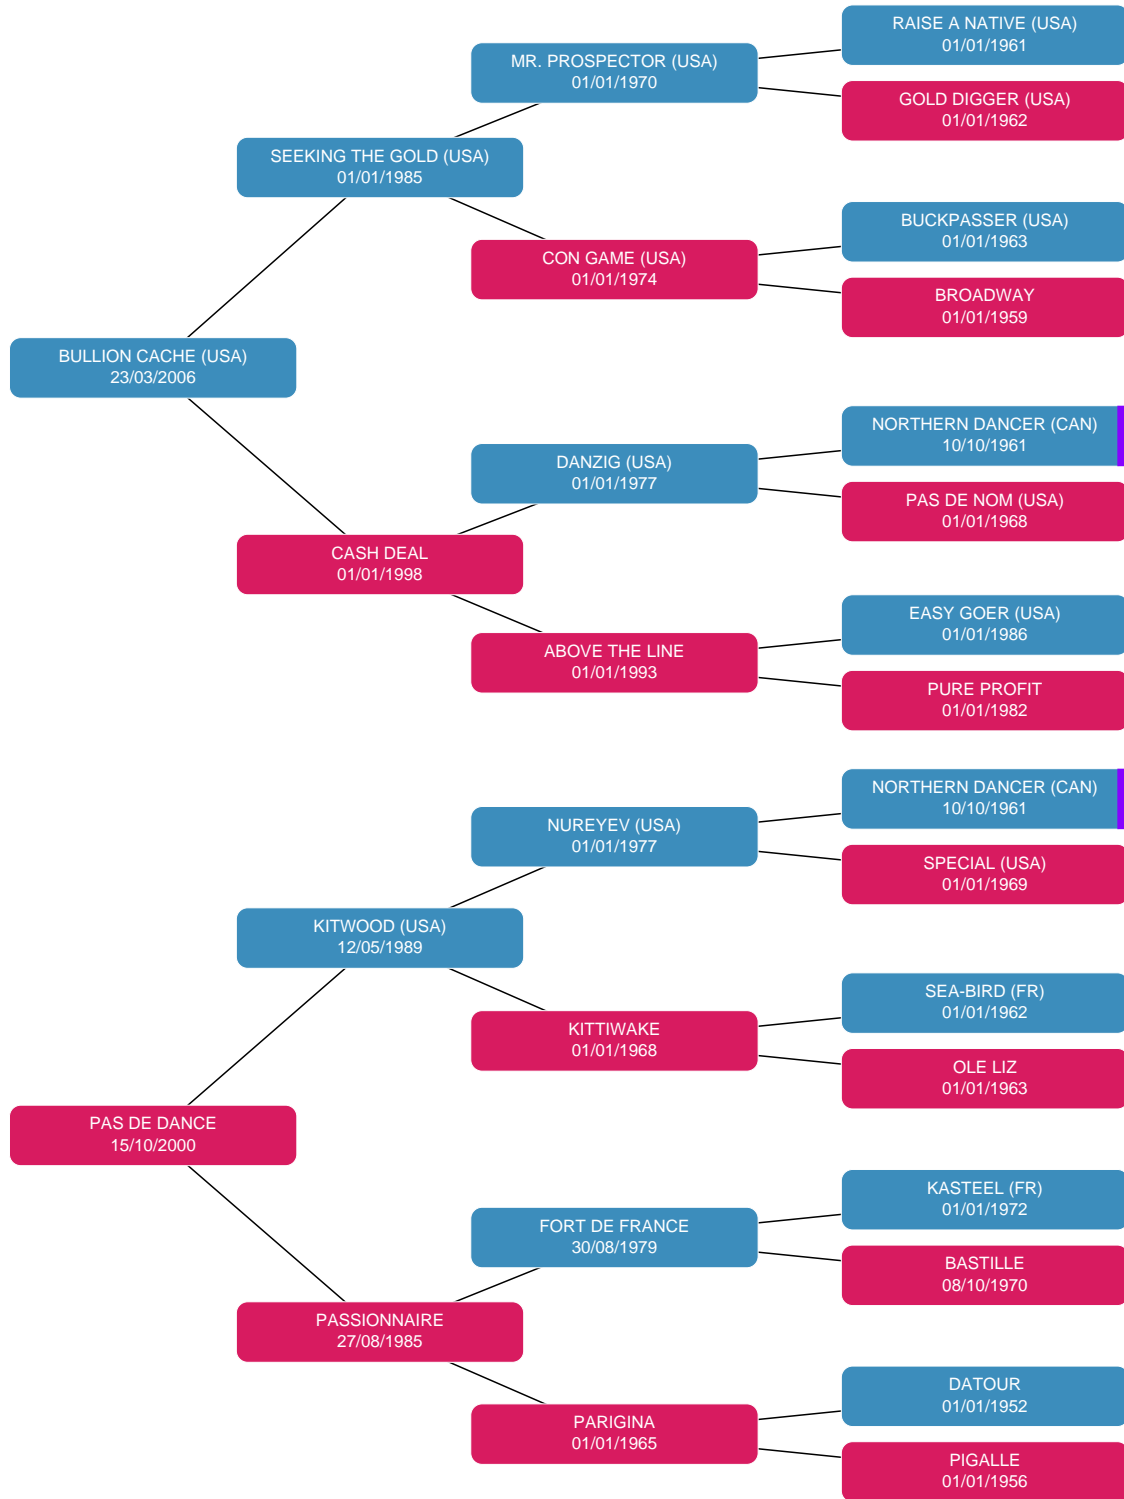 RAISE A NATIVE (USA)
01/01/1961
MR. PROSPECTOR (USA)
01/01/1970
GOLD DIGGER (USA)
01/01/1962
SEEKING THE GOLD (USA)
01/01/1985
BUCKPASSER (USA)
01/01/1963
CON GAME (USA)
01/01/1974
BROADWAY
01/01/1959
BULLION CACHE (USA)
23/03/2006
NORTHERN DANCER (CAN)
10/10/1961
DANZIG (USA)
01/01/1977
PAS DE NOM (USA)
01/01/1968
CASH DEAL
01/01/1998
EASY GOER (USA)
01/01/1986
ABOVE THE LINE
01/01/1993
PURE PROFIT
01/01/1982
NORTHERN DANCER (CAN)
10/10/1961
NUREYEV (USA)
01/01/1977
SPECIAL (USA)
01/01/1969
KITWOOD (USA)
12/05/1989
SEA-BIRD (FR)
01/01/1962
KITTIWAKE
01/01/1968
OLE LIZ
01/01/1963
PAS DE DANCE
15/10/2000
KASTEEL (FR)
01/01/1972
FORT DE FRANCE
30/08/1979
BASTILLE
08/10/1970
PASSIONNAIRE
27/08/1985
DATOUR
01/01/1952
PARIGINA
01/01/1965
PIGALLE
01/01/1956